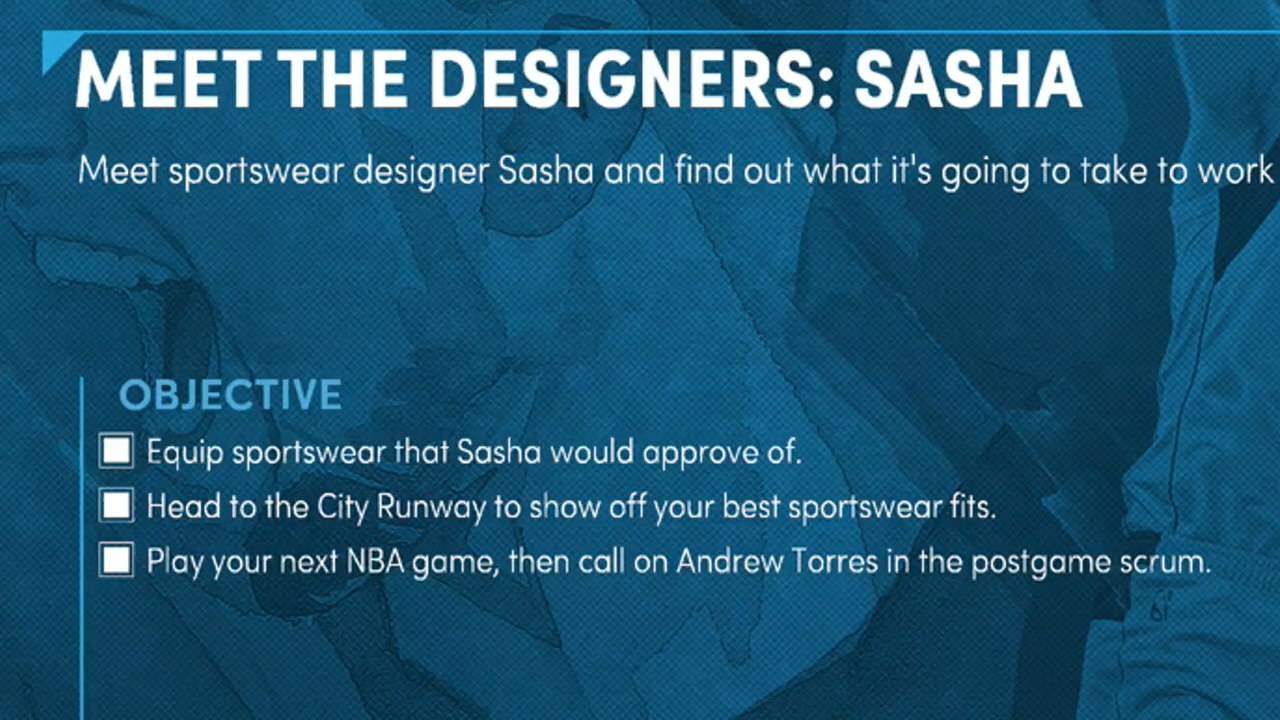 MEET THE DESIGNERS: SASHA
Meet sportswear designer Sasha and find out what it's going to take to work
OBJECTIVE
Equip sportswear that Sasha would approve of.
Head to the City Runway to show off your best sportswear fits.
Play your next NBA game, then call on Andrew Torres in the postgame scrum.